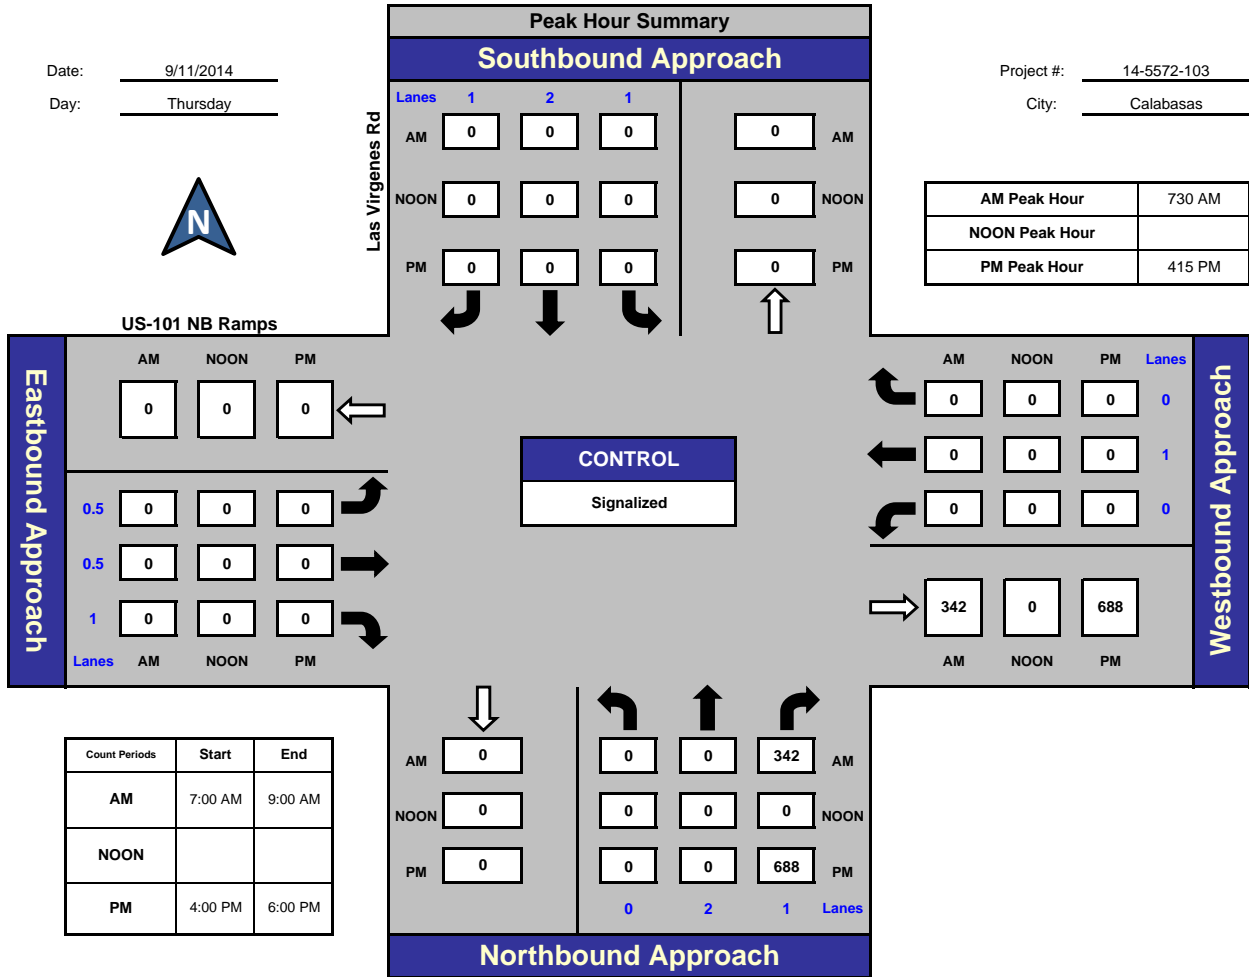 Peak Hour Summary
Southbound Approach
Date: 9/11/2014
Day: Thursday
Project #: 14-5572-103
City: Calabasas
N
Las Virgenes Rd
Lanes 1 2 1
AM 0 0 0 0 AM
NOON 0 0 0 0 NOON
PM 0 0 0 0 PM
AM Peak Hour 730 AM
NOON Peak Hour
PM Peak Hour 415 PM
US-101 NB Ramps
Eastbound Approach
AM NOON PM
0 0 0
0.5 0 0 0
0.5 0 0 0
1 0 0 0
Lanes AM NOON PM
CONTROL
Signalized
AM NOON PM Lanes
0 0 0 0
0 0 0 1
0 0 0 0
342 0 688
AM NOON PM
Westbound Approach
Count Periods Start End
AM 7:00 AM 9:00 AM
NOON
PM 4:00 PM 6:00 PM
AM 0 0 0 342 AM
NOON 0 0 0 0 NOON
PM 0 0 0 688 PM
0 2 1 Lanes
Northbound Approach